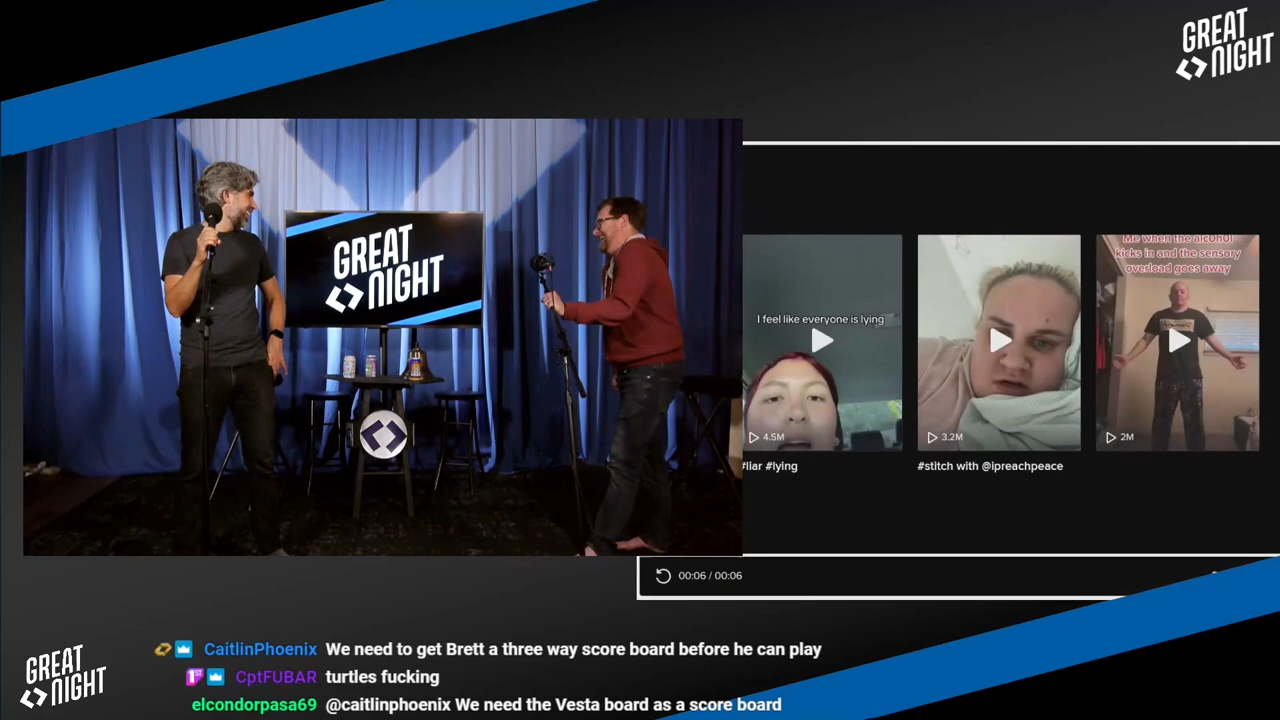 GREAT
NIGHT
GREAT
NIGHT
Me when the alc0h0l
kicks in and the sensory
overload goes away
I feel like everyone is lying
4.5M
3.2M
2M
#liar #lying
#stitch with @ipreachpeace
00:06 / 00:06
GREAT
NIGHT
CaitlinPhoenix We need to get Brett a three way score board before he can play
1ST CptFUBAR turtles fucking
elcondorpasa69 @caitlinphoenix We need the Vesta board as a score board